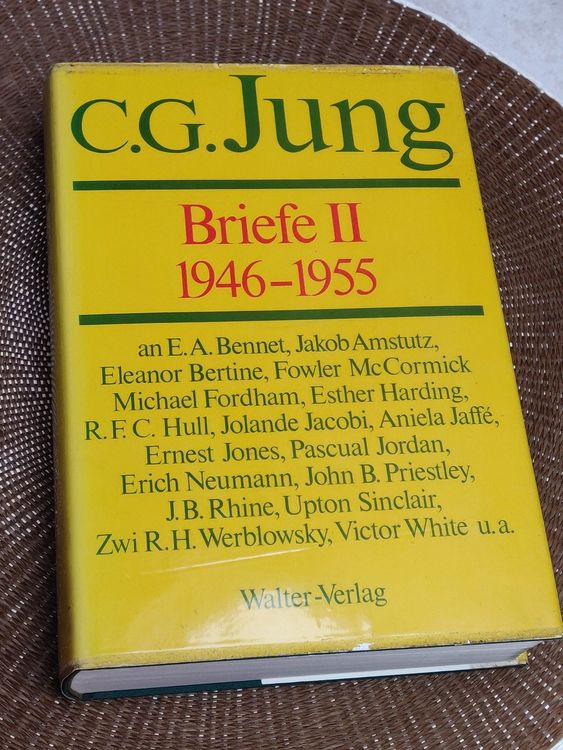 C.G. Jung
Briefe II
1946–1955
an E. A. Bennet, Jakob Amstutz,
Eleanor Bertine, Fowler McCormick
Michael Fordham, Esther Harding,
R. F. C. Hull, Jolande Jacobi, Aniela Jaffé,
Ernest Jones, Pascual Jordan,
Erich Neumann, John B. Priestley,
J. B. Rhine, Upton Sinclair,
Zwi R. H. Werblowsky, Victor White u. a.
Walter-Verlag